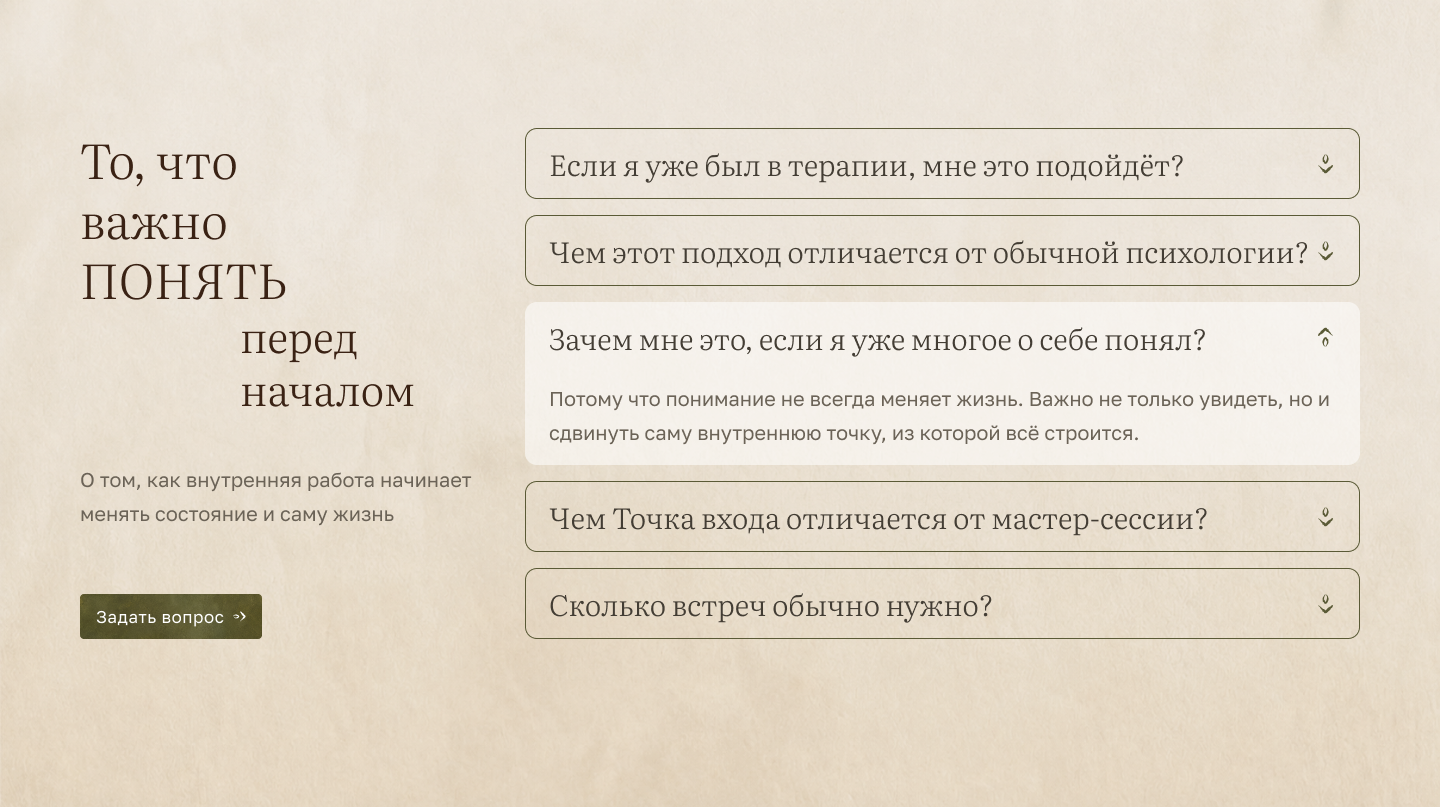 То, что
важно
ПОНЯТЬ
перед
началом
О том, как внутренняя работа начинает
менять состояние и саму жизнь
Задать вопрос
Если я уже был в терапии, мне это подойдёт?
Чем этот подход отличается от обычной психологии?
Зачем мне это, если я уже многое о себе понял?
Потому что понимание не всегда меняет жизнь. Важно не только увидеть, но и
сдвинуть саму внутреннюю точку, из которой всё строится.
Чем Точка входа отличается от мастер-сессии?
Сколько встреч обычно нужно?